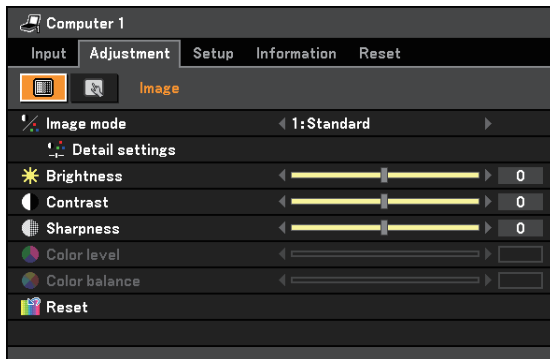 Computer 1
Input Adjustment Setup Information Reset
Image
Image mode 1:Standard
Detail settings
Brightness 0
Contrast 0
Sharpness 0
Color level
Color balance
Reset